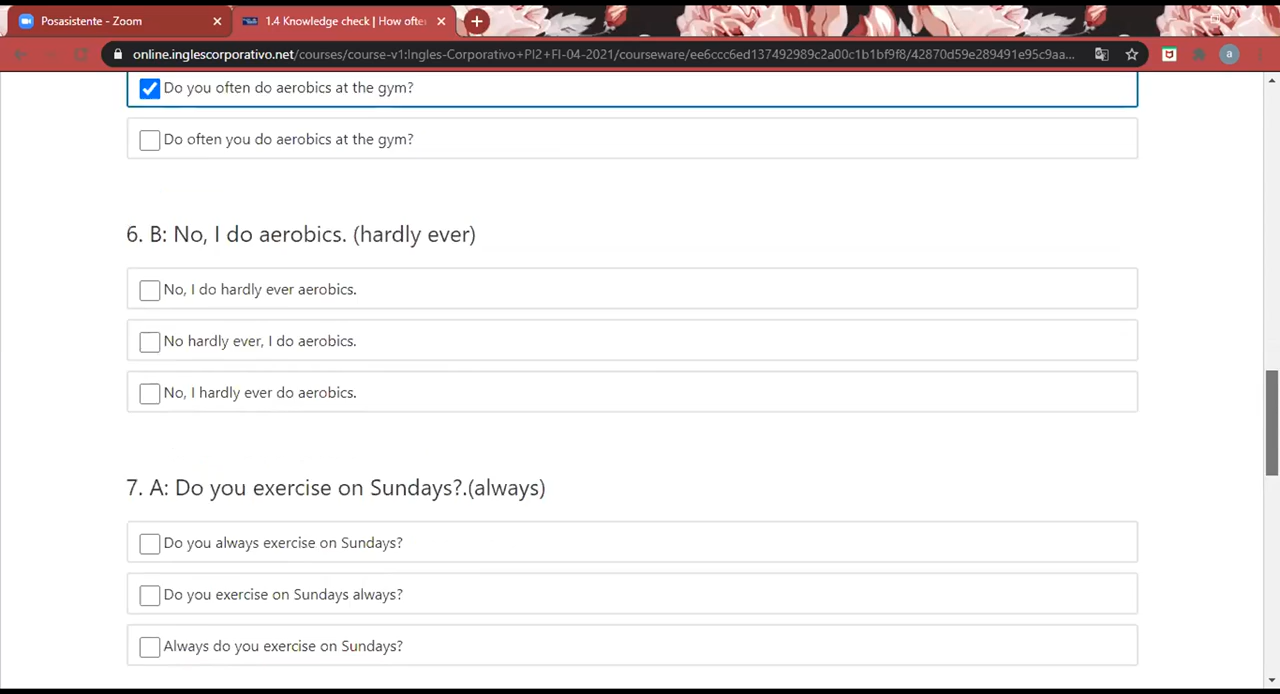 Posasistente - Zoom
1.4 Knowledge check | How ofte
online.inglescorporativo.net/courses/course-v1:Ingles-Corporativo+PI2+FI-04-2021/courseware/ee6ccc6ed137492989c2a00c1b1bf9f8/42870d59e289491e95c9aa...
a
Do you often do aerobics at the gym?
Do often you do aerobics at the gym?
6. B: No, I do aerobics. (hardly ever)
No, I do hardly ever aerobics.
No hardly ever, I do aerobics.
No, I hardly ever do aerobics.
7. A: Do you exercise on Sundays?.(always)
Do you always exercise on Sundays?
Do you exercise on Sundays always?
Always do you exercise on Sundays?